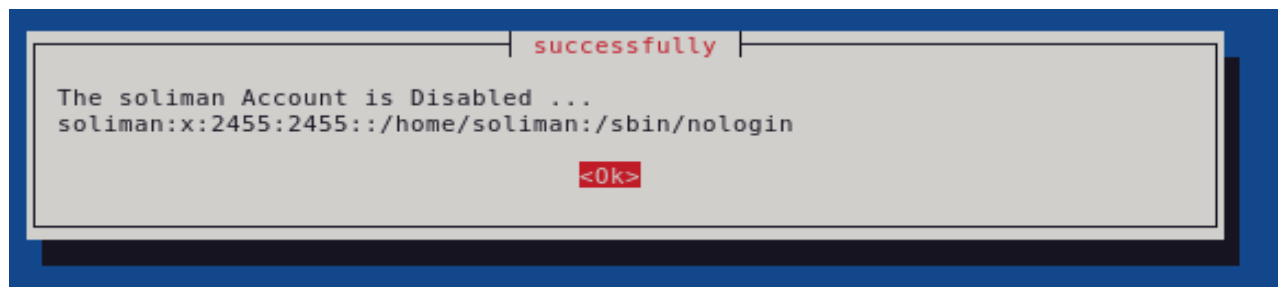 successfully
The soliman Account is Disabled ...
soliman:x:2455:2455::/home/soliman:/sbin/nologin
<Ok>